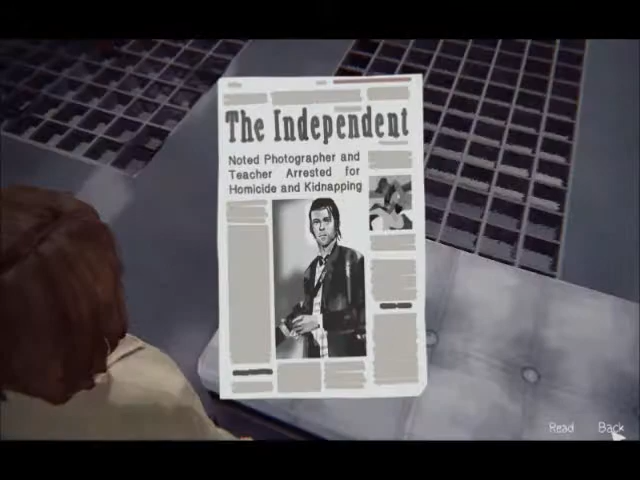 The Independent
Noted Photographer and
Teacher Arrested for
Homicide and Kidnapping
Read Back